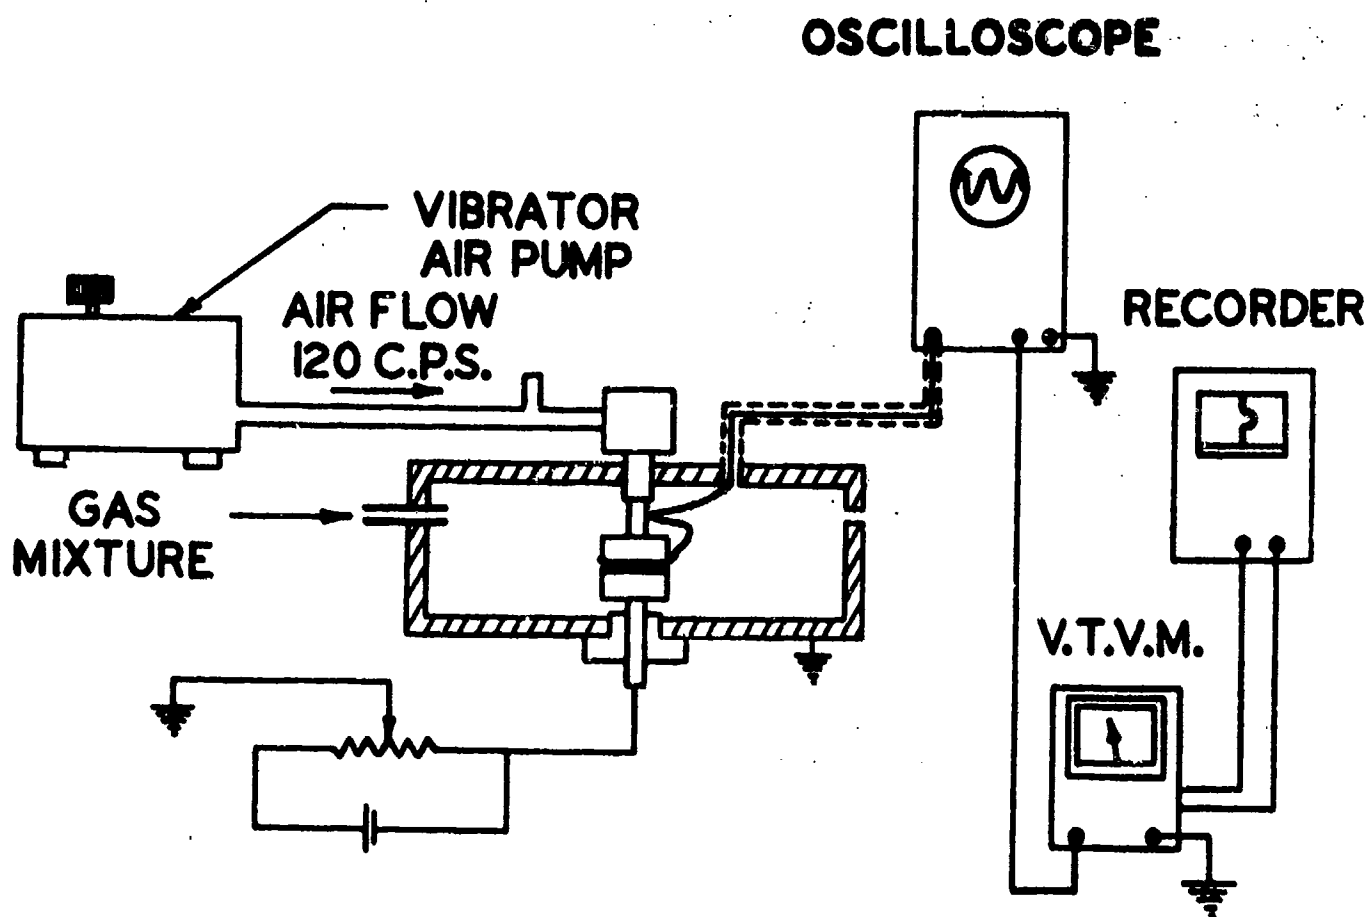 OSCILLOSCOPE
VIBRATOR
AIR PUMP
AIR FLOW
120 C.P.S.
RECORDER
GAS
MIXTURE
V.T.V.M.